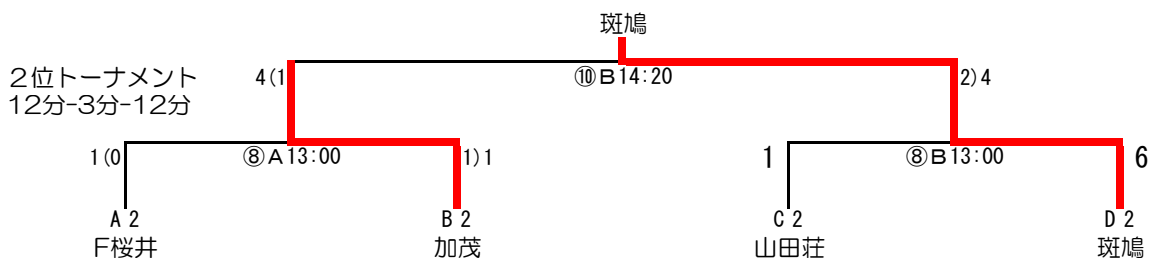 斑鳩
2位トーナメント
12分-3分-12分
4(1
⑩B14:20
2)4
1(0
⑧A13:00
1)1
1
⑧B13:00
6
A2
B2
C2
D2
F桜井
加茂
山田荘
斑鳩